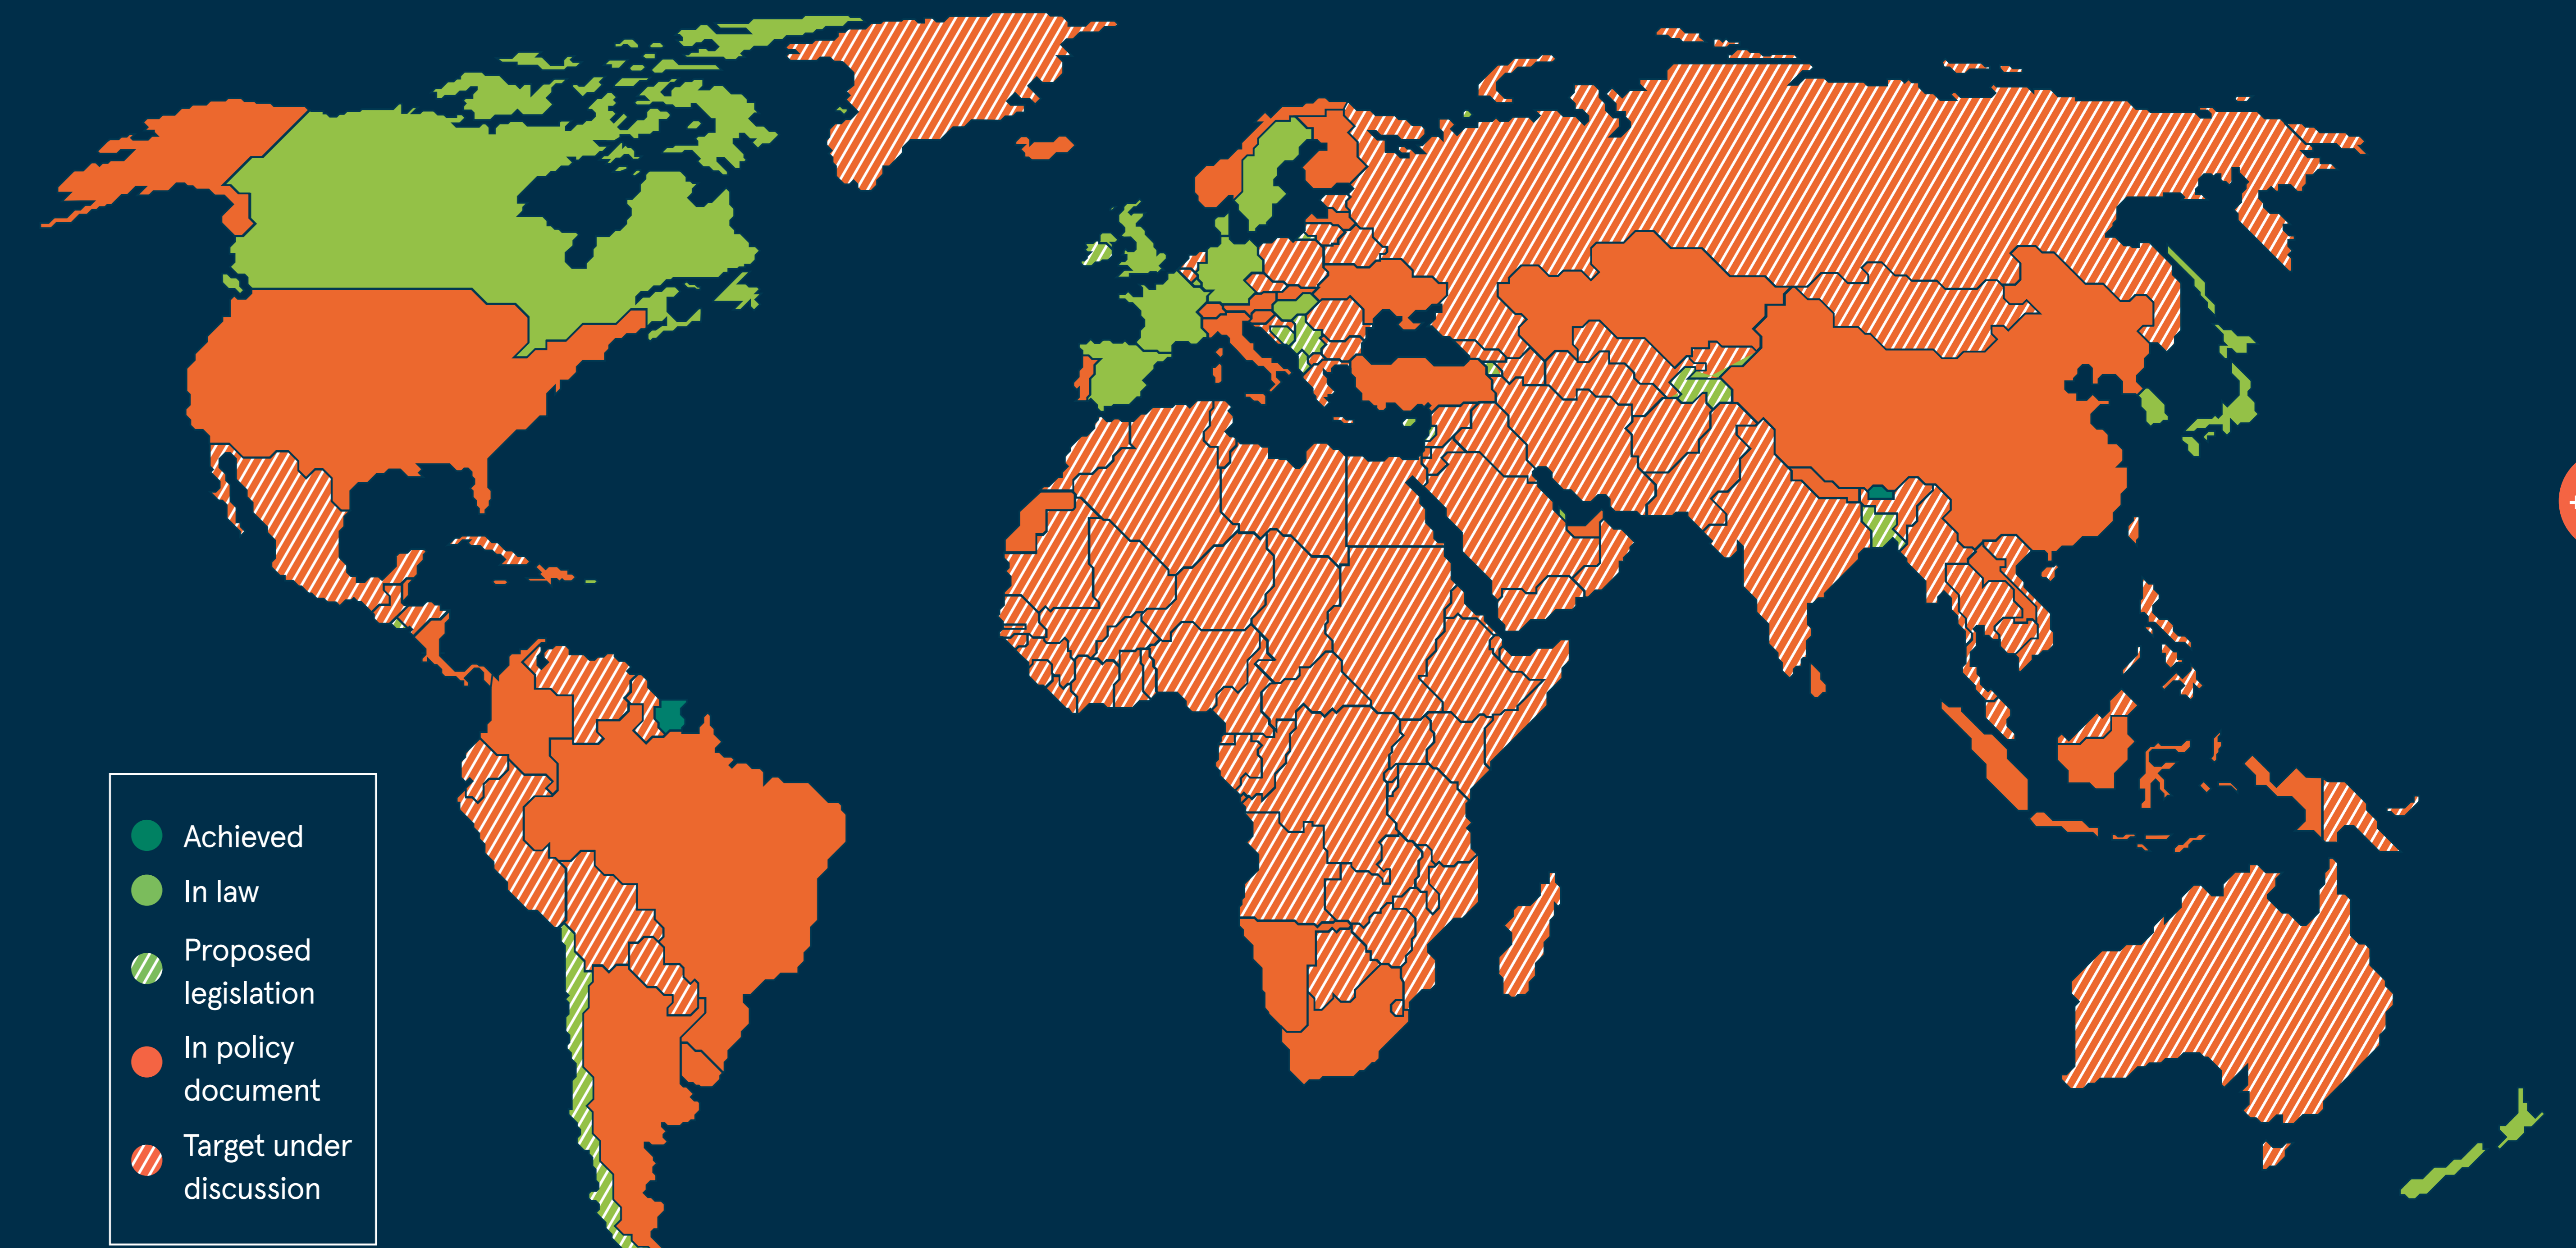 Achieved
In law
Proposed
legislation
In policy
document
Target under
discussion